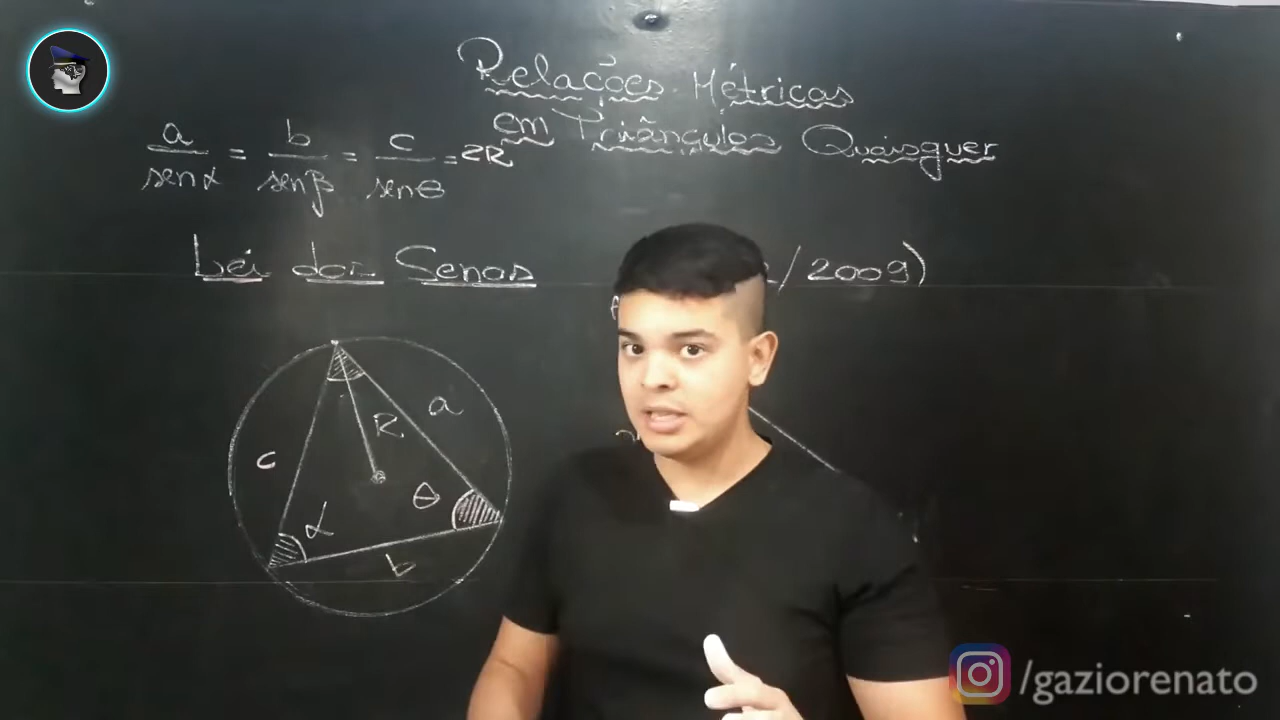 Relações Métricas
em Triângulos Quaisquer
a/senα = b/senβ = c/senθ = 2R
Lei dos Senos
/2009)
c
R
a
θ
α
b
/gaziorenato